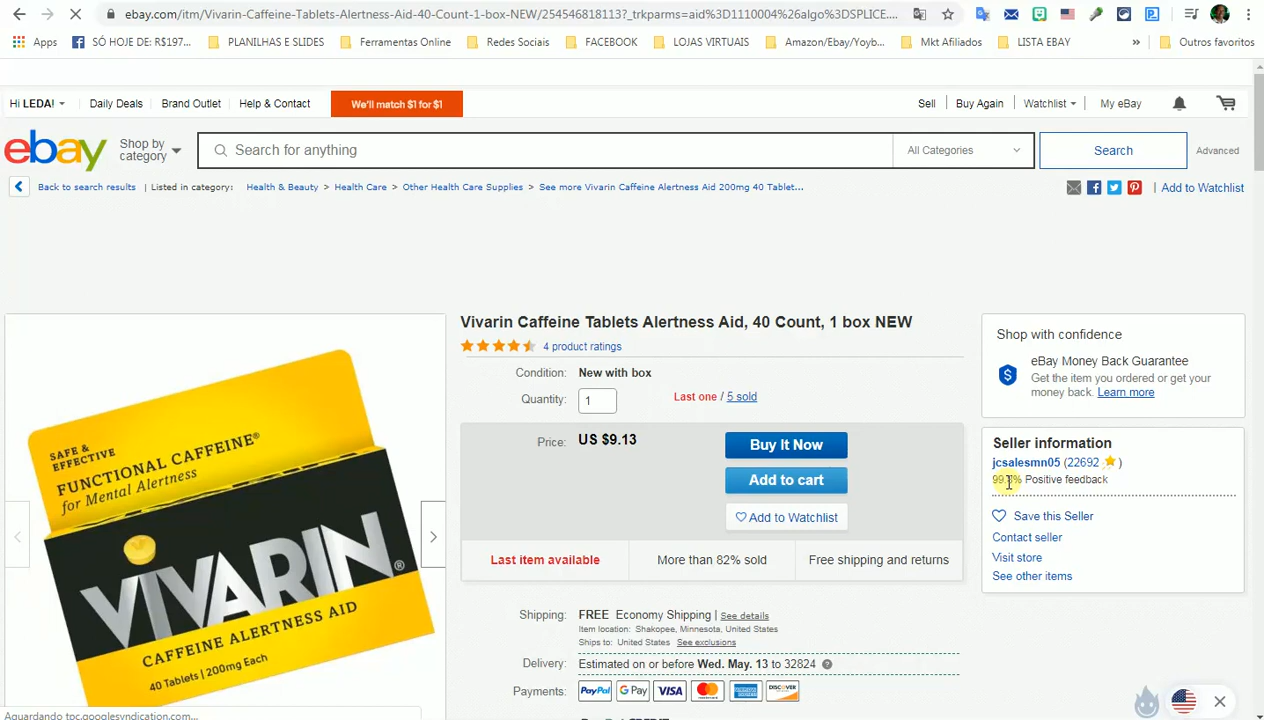 ebay.com/itm/Vivarin-Caffeine-Tablets-Alertness-Aid-40-Count-1-box-NEW/254546818113?_trkparms=aid%3D1110004%26algo%3DSPLICE....
Apps SÓ HOJE DE: R$197... PLANILHAS E SLIDES Ferramentas Online Redes Sociais FACEBOOK LOJAS VIRTUAIS Amazon/Ebay/Yoyb... Mkt Afiliados LISTA EBAY » Outros favoritos
Hi LEDA! Daily Deals Brand Outlet Help & Contact We'll match $1 for $1 Sell Buy Again Watchlist My eBay
ebay Shop by category Search for anything All Categories Search Advanced
Back to search results | Listed in category: Health & Beauty > Health Care > Other Health Care Supplies > See more Vivarin Caffeine Alertness Aid 200mg 40 Tablet... | Add to Watchlist
Vivarin Caffeine Tablets Alertness Aid, 40 Count, 1 box NEW
4 product ratings
Condition: New with box
Quantity: 1 Last one / 5 sold
Price: US $9.13
Buy It Now
Add to cart
Add to Watchlist
Last item available More than 82% sold Free shipping and returns
Shipping: FREE Economy Shipping | See details
Item location: Shakopee, Minnesota, United States
Ships to: United States See exclusions
Delivery: Estimated on or before Wed. May. 13 to 32824
Payments: PayPal G Pay VISA MasterCard DISCOVER
Shop with confidence
eBay Money Back Guarantee
Get the item you ordered or get your
money back. Learn more
Seller information
jcsalesmn05 (22692 )
Positive feedback
Save this Seller
Contact seller
Visit store
See other items
SAFE &
EFFECTIVE
FUNCTIONAL CAFFEINE®
for Mental Alertness
VIVARIN®
CAFFEINE ALERTNESS AID
40 Tablets | 200mg Each
Aguardando tpc.googlesyndication.com...